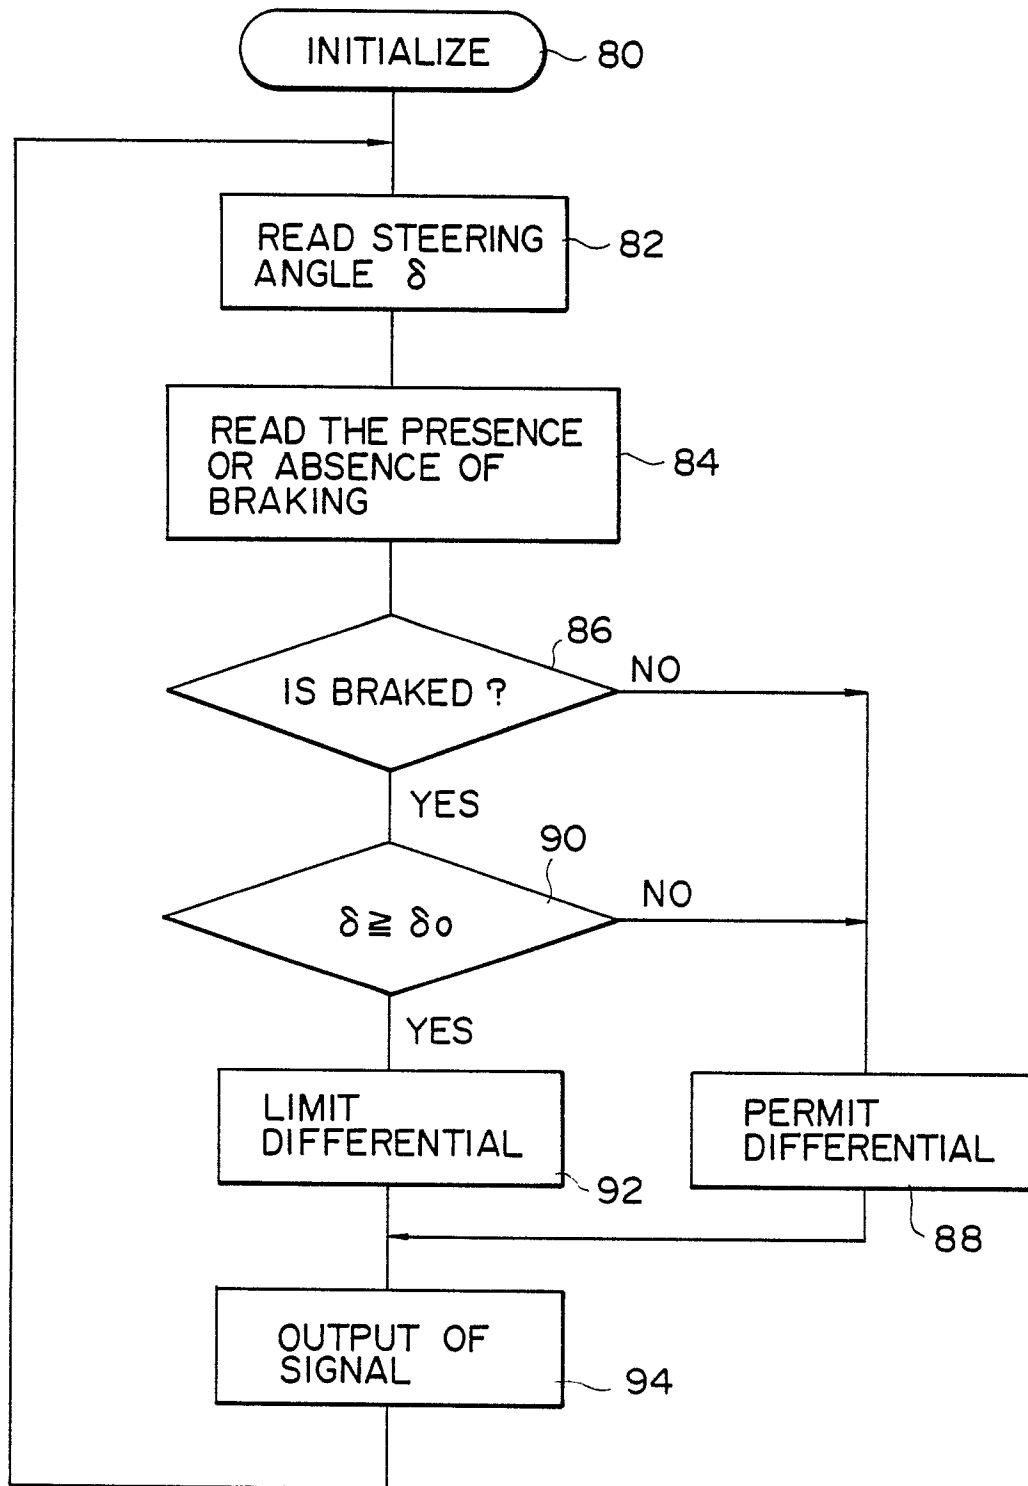 INITIALIZE
80
READ STEERING
ANGLE δ
82
READ THE PRESENCE
OR ABSENCE OF
BRAKING
84
86
IS BRAKED ?
NO
YES
90
δ ≧ δo
NO
YES
LIMIT
DIFFERENTIAL
92
PERMIT
DIFFERENTIAL
88
OUTPUT OF
SIGNAL
94